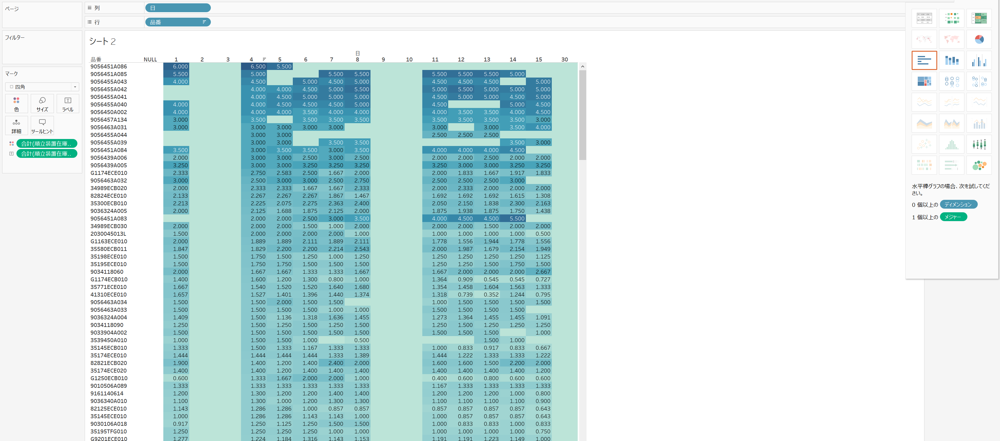 ページ
iii 列 日
行 品番
フィルター
シート 2
日
品番 NULL 1 2 3 4 5 6 7 8 9 10 11 12 13 14 15 30
9056451A086 6.000 6.500 5.500
9056451A085 5.500 5.000 5.500 5.500 5.500 5.500 5.500 5.000
9056455A043 4.000 4.500 5.000 4.500 5.000 4.500 4.500 4.500 5.000
9056455A042 4.000 4.000 4.500 5.000 5.500 5.000 5.500 5.000 5.000 5.000
9056455A041 4.000 4.500 5.000 5.000 5.000 4.500 5.000 5.000 4.500 5.000
9056455A040 4.000 4.000 4.500 4.500 4.500 5.000 4.500 5.000 4.500
9056450A002 4.000 4.000 4.000 3.500 4.000 4.000 4.000 3.500 3.500 4.000 4.500
9056457A134 3.000 3.500 3.500 3.500 3.500 3.500 3.500 3.500 3.500 3.000
9056463A031 3.000 3.000 3.000 3.000 3.000 3.000 3.000 3.500 4.000
9056455A044 3.000 3.000 2.500 2.500 2.500
9056455A039 3.000 3.000 3.500 3.500 3.500 3.000
9056451A084 3.500 3.000 3.500 3.500 3.000 3.500 4.000 4.000 4.000 4.500
9056439A006 2.000 3.000 3.000 2.500 3.000 2.500 2.000 2.000 2.500 2.000 2.000
9056439A005 3.250 3.000 3.000 3.250 3.250 3.250 3.250 3.000 3.000 3.250 3.250
G1174ECE010 2.333 2.750 2.583 2.500 1.667 2.000 2.000 1.833 1.667 1.917 1.833
9056463A032 3.000 2.500 3.000 3.000 2.500 2.750 2.500 2.500 2.500 3.000
34989ECB020 2.000 2.333 2.333 1.667 1.667 2.333 2.000 2.333 2.000 2.000 2.000
82824ECE010 2.133 2.267 2.267 2.267 1.867 1.467 1.692 1.692 1.692 1.615 1.308
35300ECB010 2.213 2.225 2.075 2.275 2.363 2.400 2.050 2.150 1.838 2.300 2.163
9036324A005 2.000 2.125 1.688 1.875 2.125 2.000 1.875 1.938 1.875 1.750 1.438
9056451A083 2.000 2.000 2.500 3.000 3.500 4.000 4.500 4.500 5.500
34989ECB030 2.000 2.000 2.000 1.500 1.000 2.000 2.000 2.000 1.500 2.000 2.000
2030045013L 1.500 2.000 2.000 2.000 2.000 1.000 1.000 1.000 1.000 1.000 0.500
G1163ECE010 2.000 1.889 1.889 2.111 1.889 2.111 1.778 1.556 1.944 1.778 1.556
35580ECB011 1.847 1.829 2.200 2.200 2.214 2.543 2.000 1.987 1.679 2.154 1.949
35198ECE010 1.500 1.750 1.500 1.250 1.000 1.250 1.250 1.250 1.250 1.250 1.125
35195ECE010 1.500 1.750 1.750 1.500 1.500 1.500 1.250 1.250 1.500 1.750 1.500
9034118060 2.000 1.667 1.667 1.333 1.333 1.667 1.667 2.000 2.000 2.000 2.667
G1174ECB010 1.400 1.600 1.200 1.300 0.800 1.000 1.364 0.909 0.545 0.545 0.727
35771ECE010 1.667 1.540 1.520 1.520 1.640 1.680 1.354 1.458 1.604 1.563 1.333
41310ECE010 1.657 1.527 1.401 1.396 1.440 1.374 1.318 0.739 0.352 1.244 0.795
9056463A034 1.500 1.500 2.000 1.500 1.500 1.000 1.500 1.500 1.500 1.500
9056463A033 1.500 1.500 1.500 1.500 1.000 1.000 1.500 1.500 1.500 1.500
9036324A004 1.409 1.500 1.136 1.318 1.636 1.455 1.273 1.364 1.455 1.455 1.091
9034118090 1.250 1.500 1.250 1.500 1.250 1.500 1.250 1.500 1.250 1.250 1.250
9033904A002 1.500 1.500 1.500 1.500 1.500 1.500 1.500 1.500 1.500 1.000
3539450A010 1.000 1.500 1.500 1.000 0.500 1.500 1.000
35145ECB010 1.333 1.500 1.333 1.167 1.333 1.333 1.000 0.833 0.917 0.833 0.667
35174ECE010 1.444 1.444 1.444 1.444 1.333 1.389 1.444 1.222 1.333 1.333 1.222
82821ECB020 1.900 1.400 1.200 1.400 2.400 2.000 1.600 1.600 1.500 2.200 2.000
35174ECE020 1.400 1.400 1.200 1.400 1.400 1.400 1.400 1.400 1.400 1.400 1.200
G1250ECB010 0.600 1.333 1.667 2.000 2.000 1.000 0.400 0.600 0.800 0.600 0.600
9010506A089 1.333 1.333 1.333 1.333 1.333 1.333 1.167 1.333 1.333 1.333 1.333
9161140614 1.200 1.300 1.200 1.200 1.400 1.400 1.200 1.200 1.200 1.000 0.800
9036340A010 1.100 1.300 1.000 1.200 1.300 1.300 1.100 1.100 1.100 1.100 0.900
82125ECE010 1.143 1.286 1.286 1.000 0.857 0.857 0.857 0.857 0.857 0.857 0.643
35145ECE010 1.000 1.286 1.286 1.143 1.143 1.000 1.000 0.857 0.857 0.857 0.643
9030106A018 0.917 1.250 1.125 1.250 1.500 1.500 1.000 0.833 0.833 1.000 0.833
35195TFG010 1.250 1.250 1.250 1.250 1.000 1.000 1.000 1.000 1.000 1.000 0.750
G9201ECE010 1.277 1.224 1.184 1.316 1.143 1.153 1.191 1.191 1.223 1.149 1.000
マーク
四角
色 サイズ ラベル
詳細 ツールヒント
合計(順立装置在庫..
合計(順立装置在庫..
水平棒グラフの場合、次を試してくだ
さい。
0 個以上の ディメンション
1 個以上の メジャー